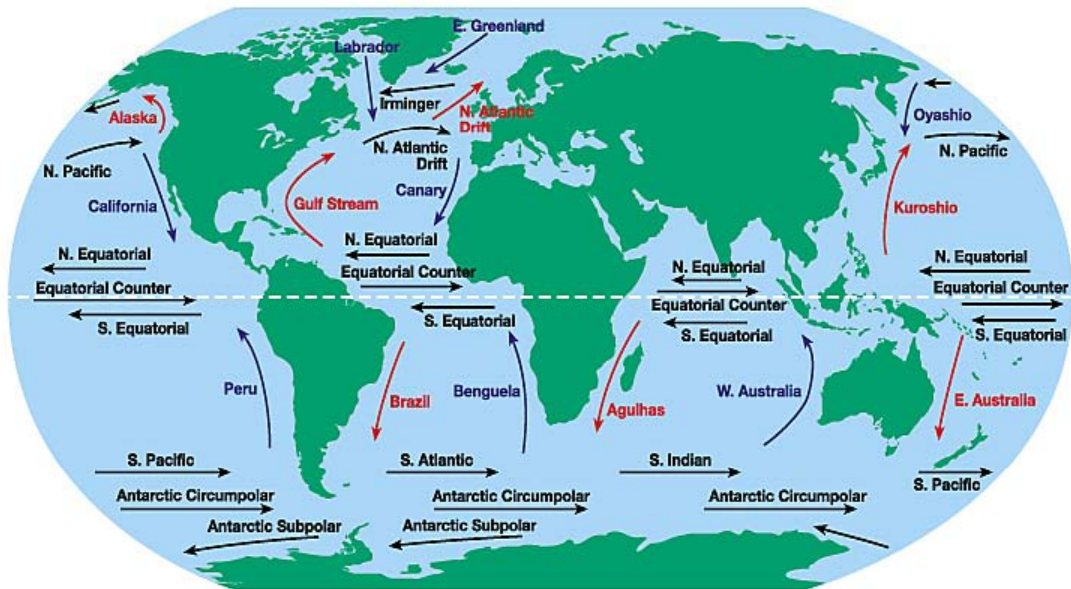 E. Greenland
Labrador
Irminger
Alaska
N. Atlantic
Drift
Oyashio
N. Pacific
N. Atlantic
Drift
N. Pacific
California
Canary
Gulf Stream
Kuroshio
N. Equatorial
N. Equatorial
N. Equatorial
N. Equatorial
Equatorial Counter
Equatorial Counter
Equatorial Counter
Equatorial Counter
S. Equatorial
S. Equatorial
S. Equatorial
S. Equatorial
Peru
Brazil
Benguela
Agulhas
W. Australia
E. Australia
S. Pacific
S. Atlantic
S. Indian
S. Pacific
Antarctic Circumpolar
Antarctic Circumpolar
Antarctic Circumpolar
Antarctic Subpolar
Antarctic Subpolar